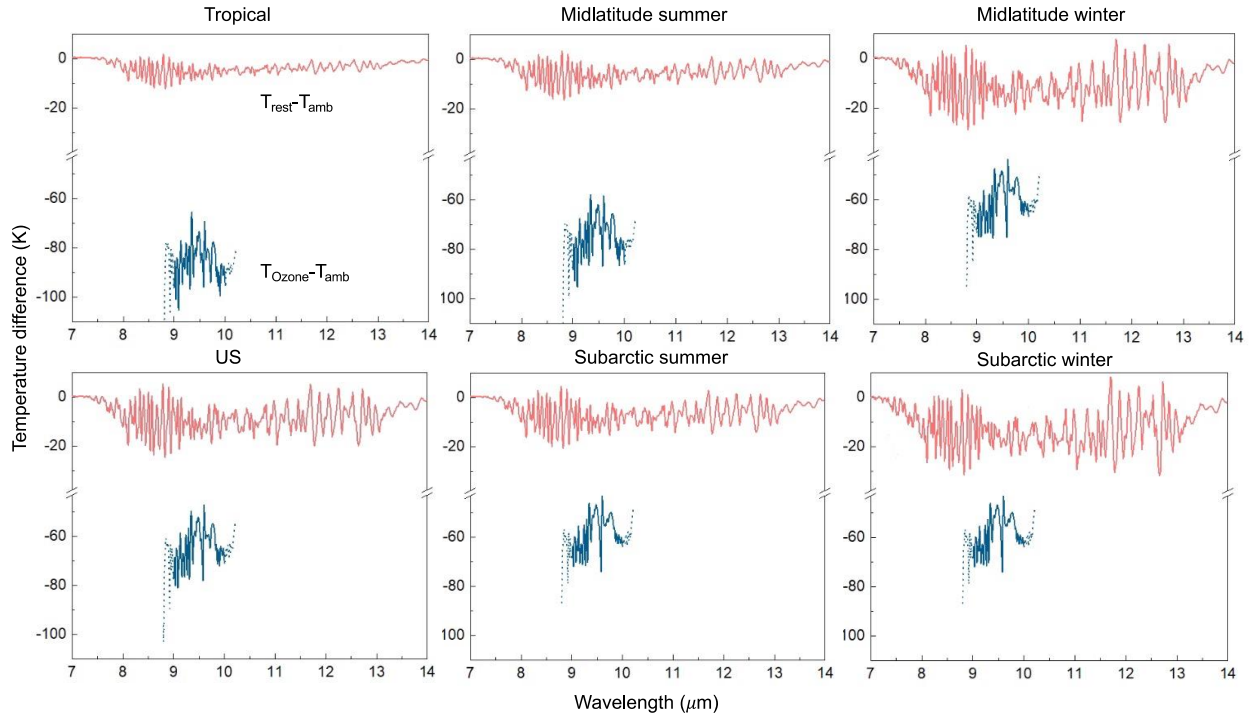 Tropical
Midlatitude summer
Midlatitude winter
0
-20
-60
-80
-100
7 8 9 10 11 12 13 14
T_rest-T_amb
T_Ozone-T_amb
0
-20
-60
-80
100
7 8 9 10 11 12 13 14
0
-20
-60
-80
100
7 8 9 10 11 12 13 14
US
Subarctic summer
Subarctic winter
0
-20
-60
-80
-100
7 8 9 10 11 12 13 14
0
-20
-60
-80
100
7 8 9 10 11 12 13 14
0
-20
-60
-80
100
7 8 9 10 11 12 13 14
Temperature difference (K)
Wavelength (μm)